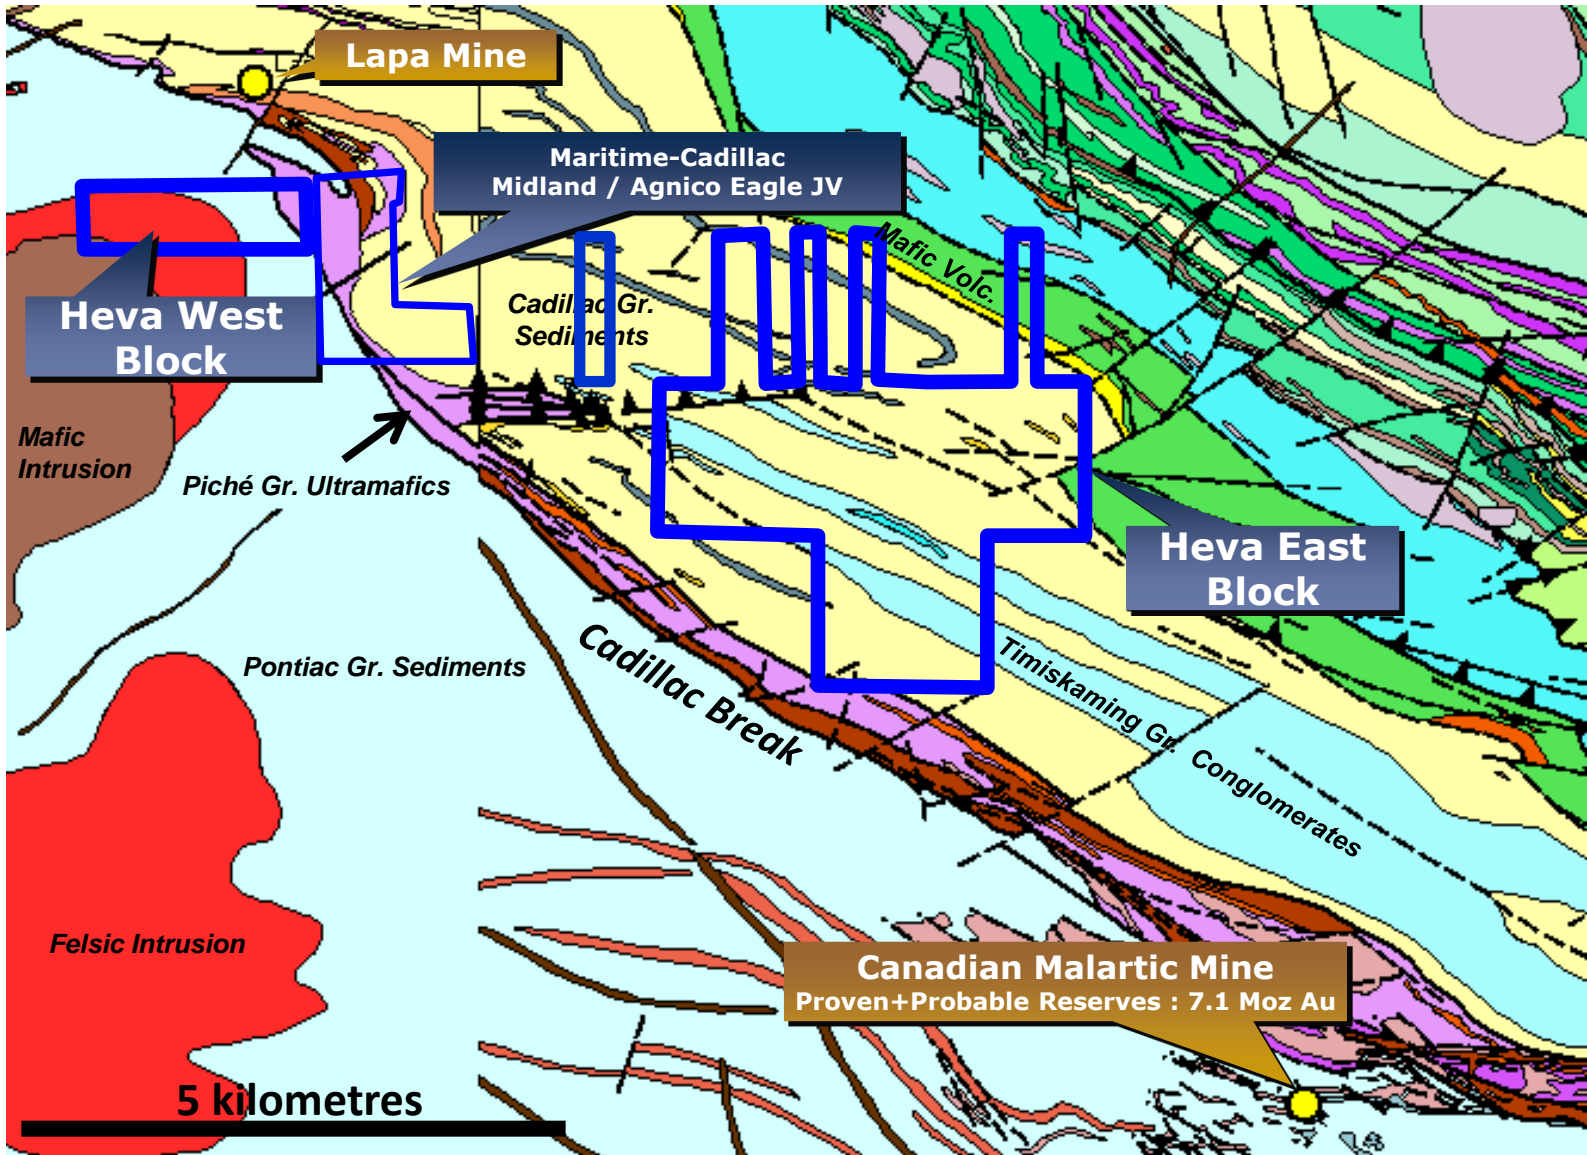 Lapa Mine
Maritime-Cadillac
Midland / Agnico Eagle JV
Mafic Volc.
Heva West
Block
Cadillac Gr.
Sediments
Mafic
Intrusion
Piché Gr. Ultramafics
Heva East
Block
Pontiac Gr. Sediments
Cadillac Break
Timiskaming Gr. Conglomerates
Felsic Intrusion
Canadian Malartic Mine
Proven+Probable Reserves : 7.1 Moz Au
5 kilometres